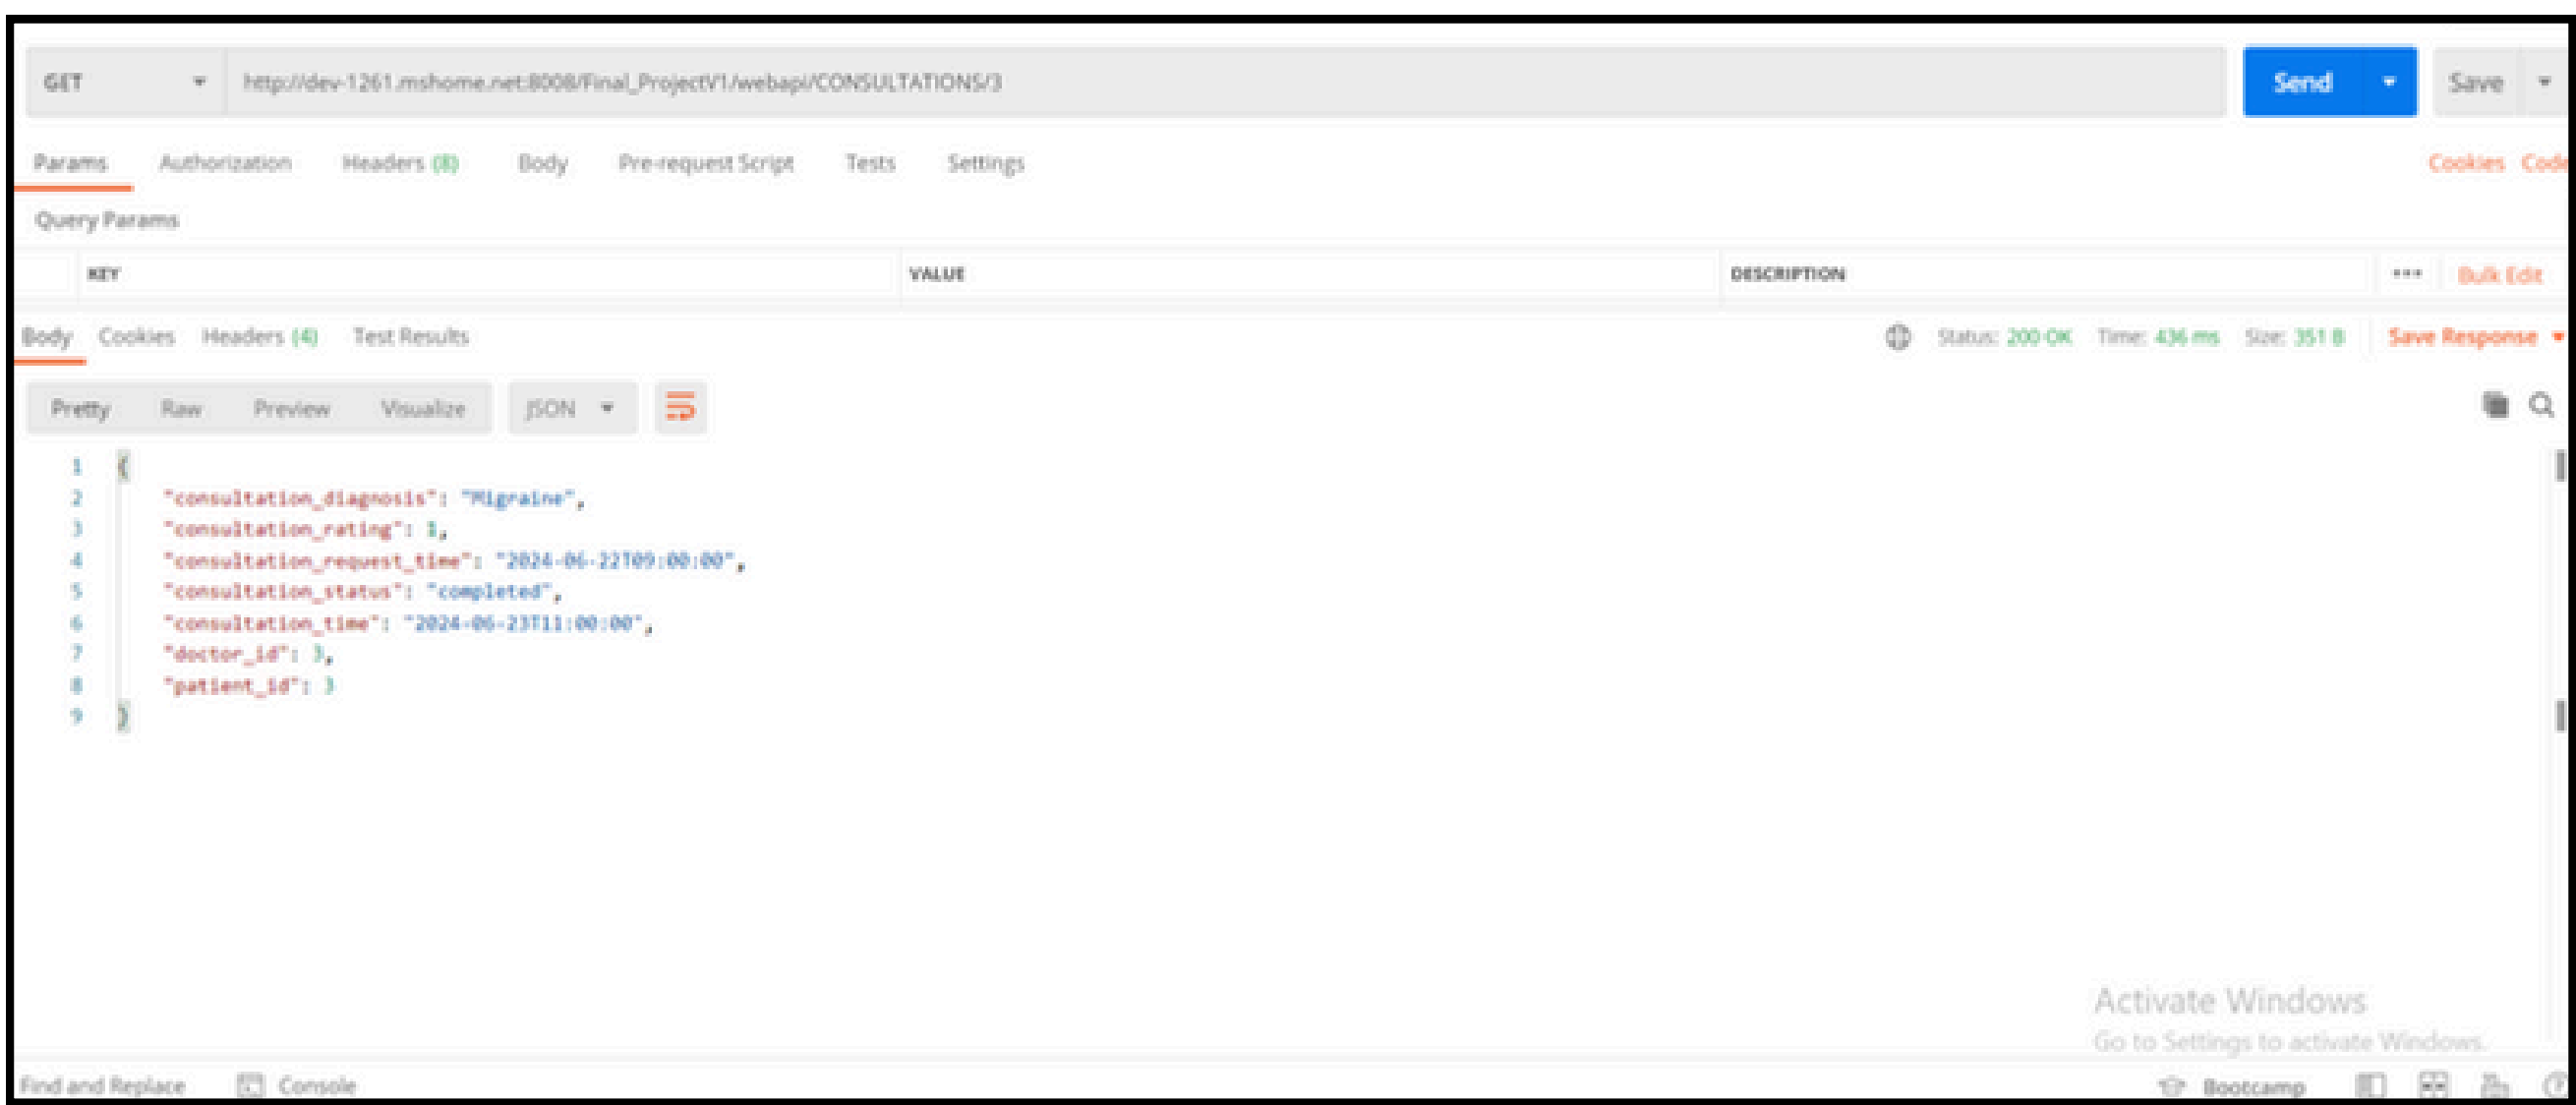 GET http://dev-1261.mshome.net:8008/Final_ProjectV1/webapi/CONSULTATIONS/3 Send Save
Params Authorization Headers (8) Body Pre-request Script Tests Settings Cookies Code
Query Params
KEY VALUE DESCRIPTION ••• Bulk Edit
Body Cookies Headers (4) Test Results Status: 200 OK Time: 436 ms Size: 351 B Save Response
Pretty Raw Preview Visualize JSON
1 {
2 "consultation_diagnosis": "Migraine",
3 "consultation_rating": 1,
4 "consultation_request_time": "2024-06-22T09:00:00",
5 "consultation_status": "completed",
6 "consultation_time": "2024-06-23T11:00:00",
7 "doctor_id": 3,
8 "patient_id": 3
9 }
Activate Windows
Go to Settings to activate Windows.
Find and Replace Console Bootcamp